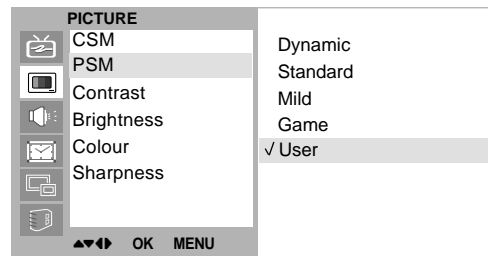 PICTURE
CSM
PSM
Contrast
Brightness
Colour
Sharpness
▲▼◀▶ OK MENU
Dynamic
Standard
Mild
Game
√ User